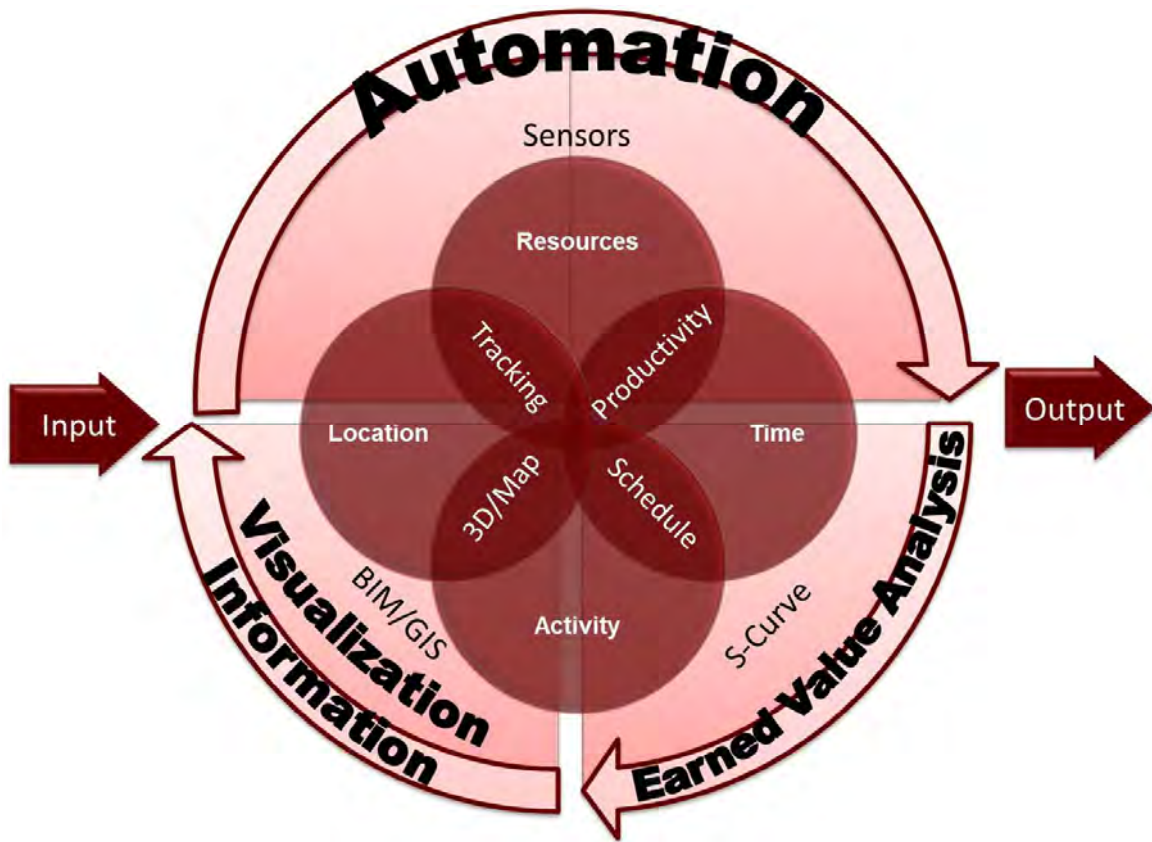 Automation
Sensors
Resources
Tracking
Productivity
Input
Output
Location
Time
3D/Map
Schedule
Activity
BIM/GIS
S-Curve
Visualization
Information
Earned Value Analysis